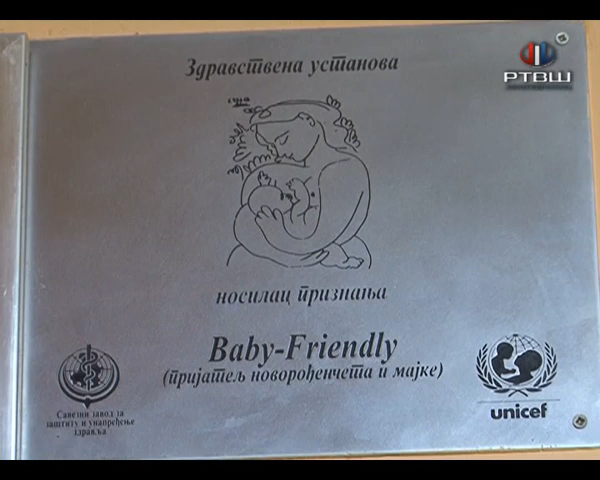 РТВШ
Здравствена установа
носилац признања
Baby-Friendly
(пријатељ новорођенчета и мајке)
Савезни завод за
заштиту и унапређење
здравља
unicef